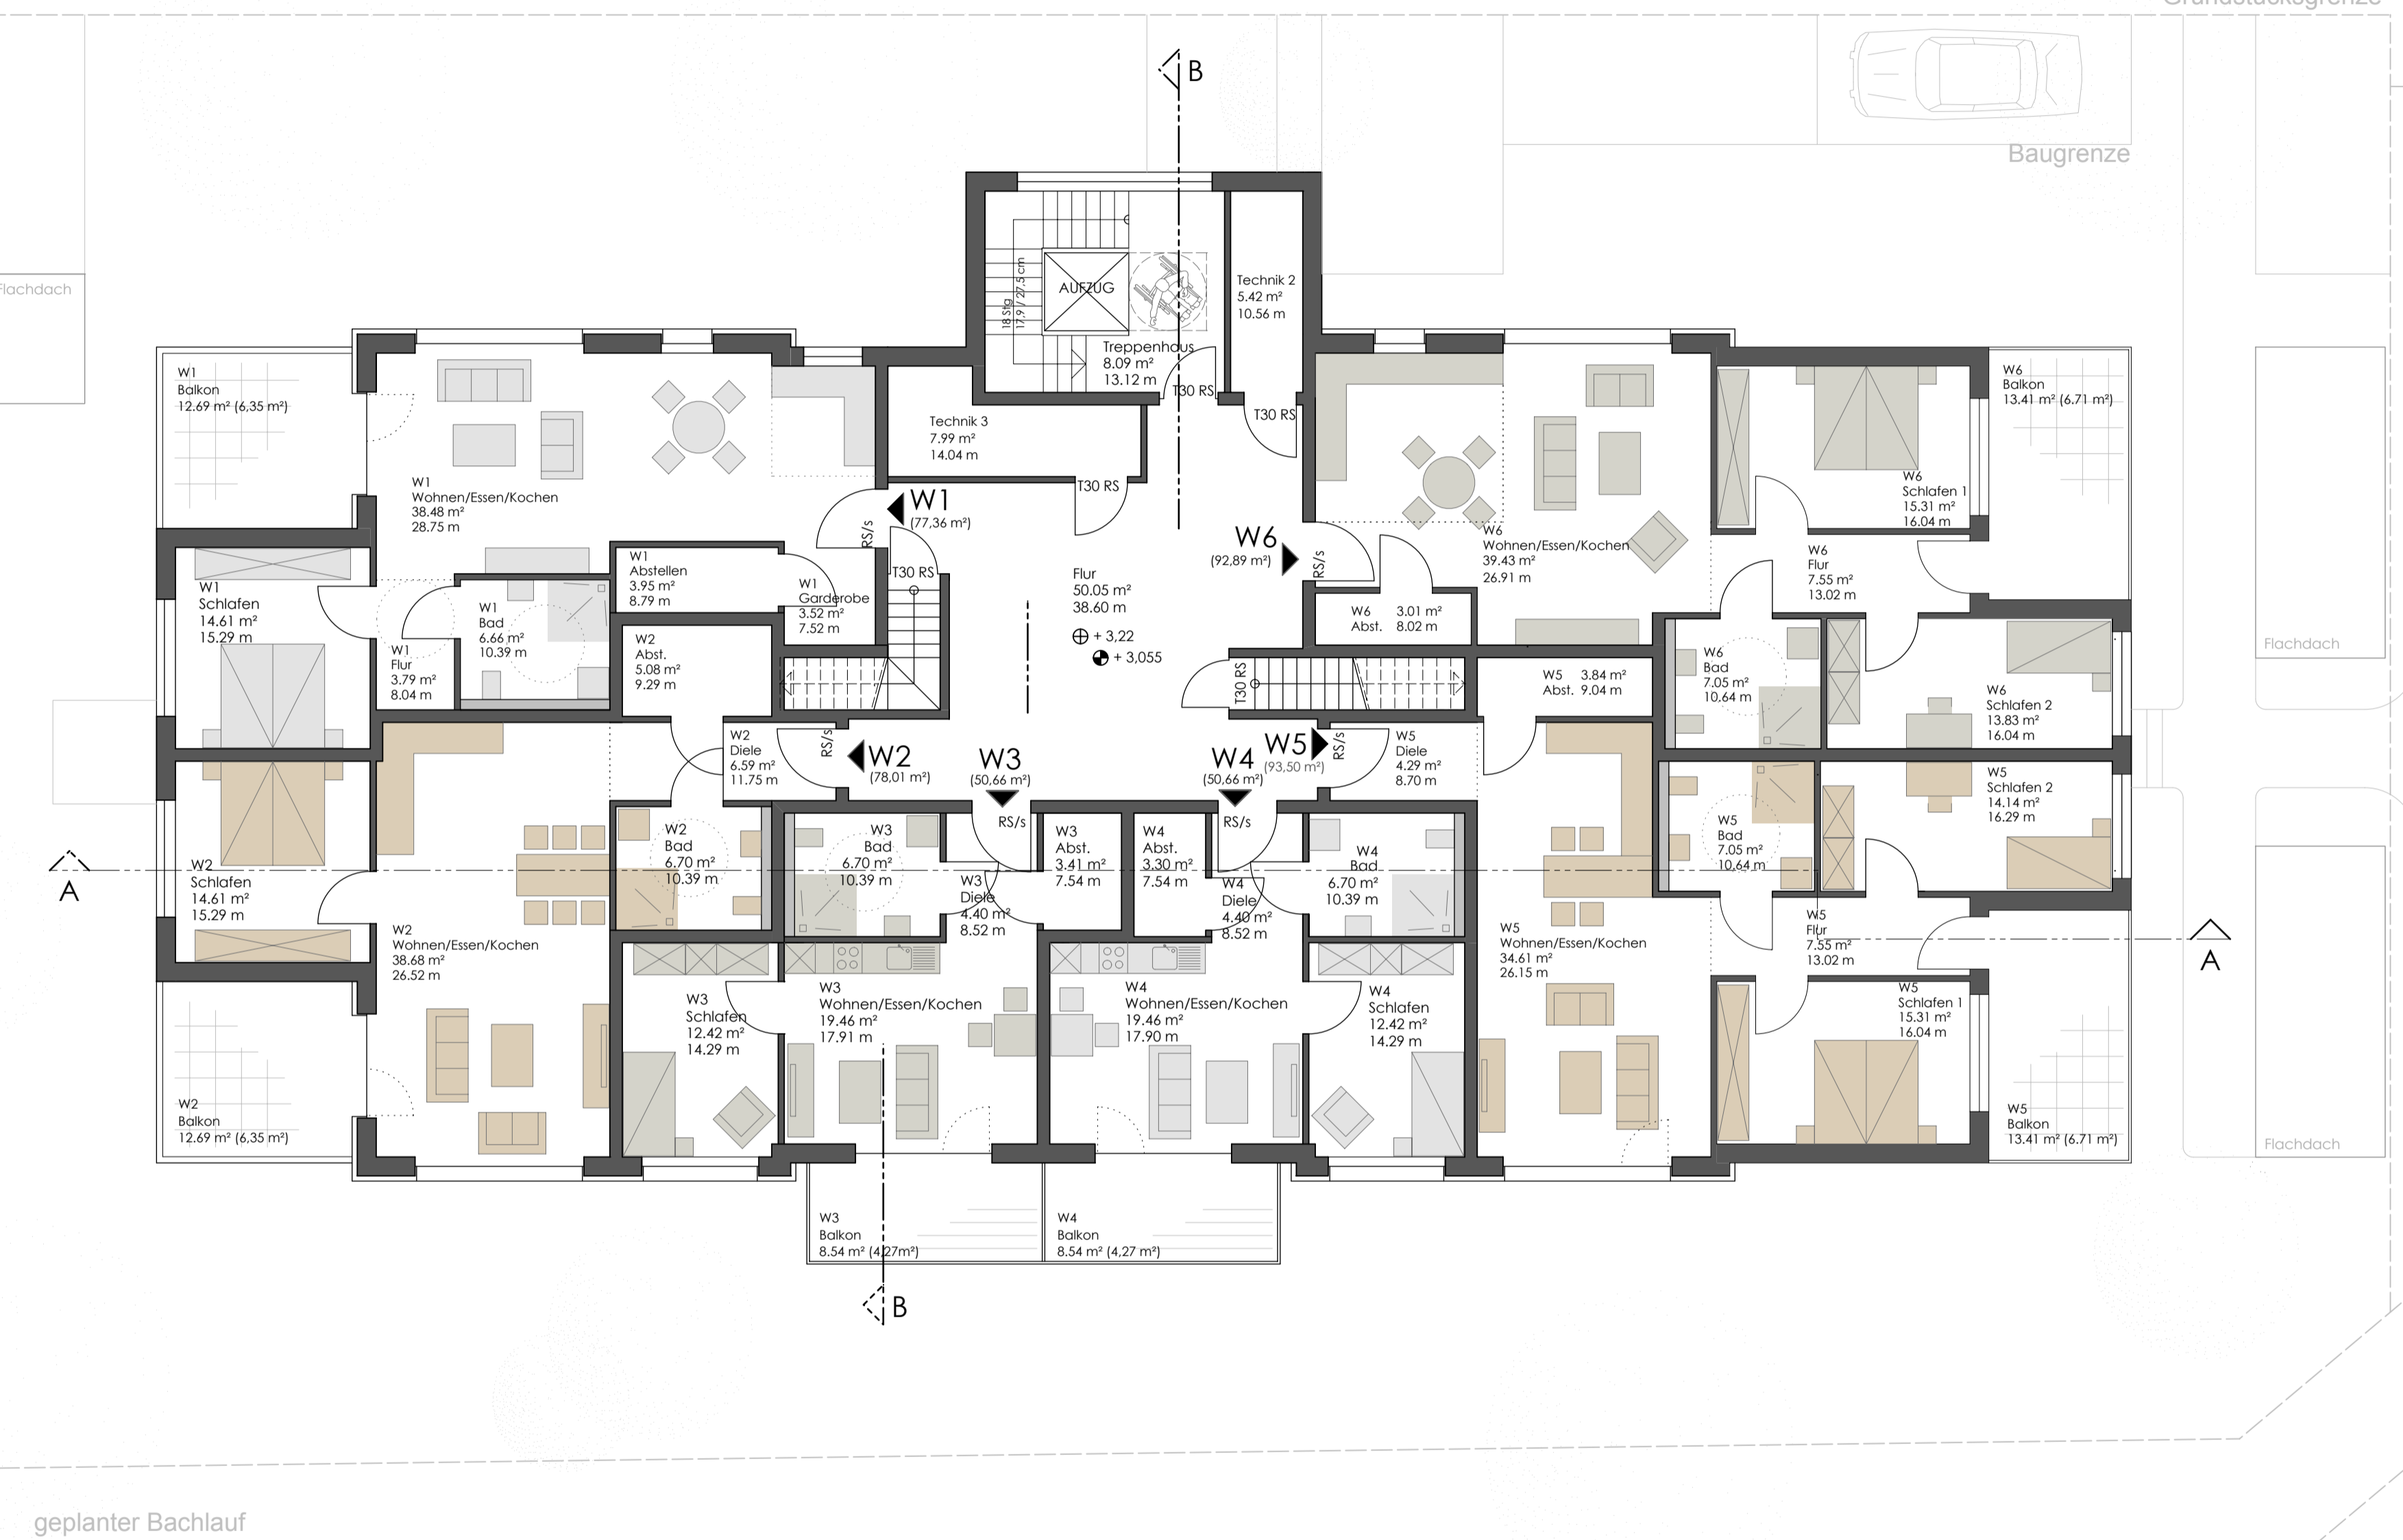 Grundstücksgrenze
B
Baugrenze
Flachdach
AUFZUG
18 Stg
17,9 / 27,5 cm
Technik 2
5.42 m²
10.56 m
Treppenhaus
8.09 m²
13.12 m
T30 RS
T30 RS
W1
Balkon
12.69 m² (6,35 m²)
W1
Wohnen/Essen/Kochen
38.48 m²
28.75 m
Technik 3
7.99 m²
14.04 m
T30 RS
W1
(77,36 m²)
RS/s
T30 RS
W6
(92,89 m²)
RS/s
W6
Wohnen/Essen/Kochen
39.43 m²
26.91 m
W6
Schlafen 1
15.31 m²
16.04 m
W6
Balkon
13.41 m² (6.71 m²)
W6
Flur
7.55 m²
13.02 m
W1
Schlafen
14.61 m²
15.29 m
W1
Flur
3.79 m²
8.04 m
W1
Bad
6.66 m²
10.39 m
W1
Abstellen
3.95 m²
8.79 m
W1
Garderobe
3.52 m²
7.52 m
W2
Abst.
5.08 m²
9.29 m
Flur
50.05 m²
38.60 m
+ 3,22
+ 3,055
W6 3.01 m²
Abst. 8.02 m
T30 RS
W5 3.84 m²
Abst. 9.04 m
W6
Bad
7.05 m²
10.64 m
W6
Schlafen 2
13.83 m²
16.04 m
Flachdach
W2
Diele
6.59 m²
11.75 m
RS/s
W2
(78,01 m²)
W3
(50,66 m²)
W4
(50,66 m²)
W5
(93,50 m²)
RS/s
W5
Diele
4.29 m²
8.70 m
W5
Schlafen 2
14.14 m²
16.29 m
A
W2
Schlafen
14.61 m²
15.29 m
W2
Bad
6.70 m²
10.39 m
W3
Bad
6.70 m²
10.39 m
RS/s
W3
Diele
4.40 m²
8.52 m
W3
Abst.
3.41 m²
7.54 m
W4
Abst.
3.30 m²
7.54 m
RS/s
W4
Diele
4.40 m²
8.52 m
W4
Bad
6.70 m²
10.39 m
W5
Bad
7.05 m²
10.64 m
W5
Flur
7.55 m²
13.02 m
A
W2
Wohnen/Essen/Kochen
38.68 m²
26.52 m
W5
Wohnen/Essen/Kochen
34.61 m²
26.15 m
W3
Schlafen
12.42 m²
14.29 m
W3
Wohnen/Essen/Kochen
19.46 m²
17.91 m
W4
Wohnen/Essen/Kochen
19.46 m²
17.90 m
W4
Schlafen
12.42 m²
14.29 m
W5
Schlafen 1
15.31 m²
16.04 m
W2
Balkon
12.69 m² (6,35 m²)
W5
Balkon
13.41 m² (6.71 m²)
Flachdach
W3
Balkon
8.54 m² (4,27m²)
W4
Balkon
8.54 m² (4,27 m²)
B
geplanter Bachlauf